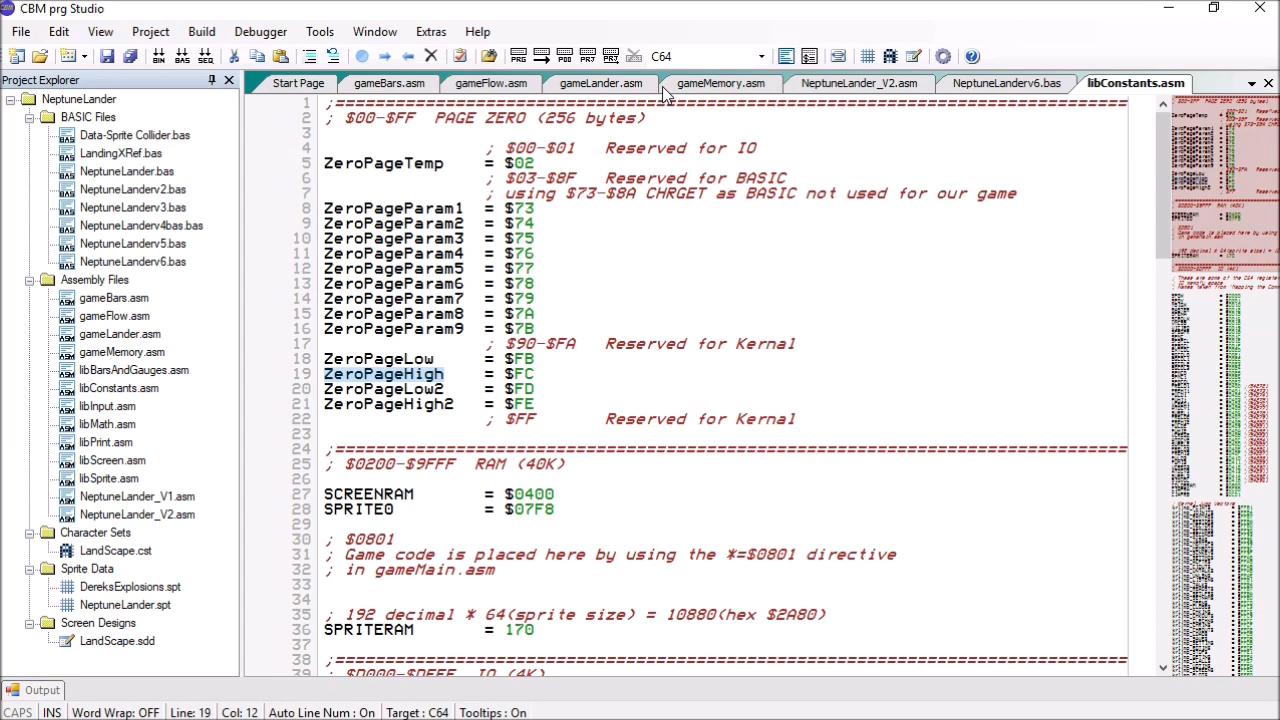 CBM prg Studio
File Edit View Project Build Debugger Tools Window Extras Help
C64
Project Explorer
Start Page gameBars.asm gameFlow.asm gameLander.asm gameMemory.asm NeptuneLander_V2.asm NeptuneLanderv6.bas libConstants.asm
NeptuneLander
BASIC Files
Data-Sprite Collider.bas
LandingXRef.bas
NeptuneLander.bas
NeptuneLanderv2.bas
NeptuneLanderv3.bas
NeptuneLanderv4bas.bas
NeptuneLanderv5.bas
NeptuneLanderv6.bas
Assembly Files
gameBars.asm
gameFlow.asm
gameLander.asm
gameMemory.asm
libBarsAndGauges.asm
libConstants.asm
libInput.asm
libMath.asm
libPrint.asm
libScreen.asm
libSprite.asm
NeptuneLander_V1.asm
NeptuneLander_V2.asm
Character Sets
LandScape.cst
Sprite Data
DereksExplosions.spt
NeptuneLander.spt
Screen Designs
LandScape.sdd
1 ;===============================================================================
2 ; $00-$FF  PAGE ZERO (256 bytes)
3
4 ; $00-$01   Reserved for IO
5 ZeroPageTemp    = $02
6 ; $03-$8F   Reserved for BASIC
7 ; using $73-$8A CHRGET as BASIC not used for our game
8 ZeroPageParam1  = $73
9 ZeroPageParam2  = $74
10 ZeroPageParam3  = $75
11 ZeroPageParam4  = $76
12 ZeroPageParam5  = $77
13 ZeroPageParam6  = $78
14 ZeroPageParam7  = $79
15 ZeroPageParam8  = $7A
16 ZeroPageParam9  = $7B
17 ; $90-$FA   Reserved for Kernal
18 ZeroPageLow     = $FB
19 ZeroPageHigh    = $FC
20 ZeroPageLow2    = $FD
21 ZeroPageHigh2   = $FE
22 ; $FF       Reserved for Kernal
23
24 ;===============================================================================
25 ; $0200-$9FFF  RAM (40K)
26
27 SCREENRAM       = $0400
28 SPRITE0         = $07F8
29
30 ; $0801
31 ; Game code is placed here by using the *=$0801 directive
32 ; in gameMain.asm
33
34
35 ; 192 decimal * 64(sprite size) = 10880(hex $2A80)
36 SPRITERAM       = 170
37
38 ;===============================================================================
39 ; $D000-$DFFF  IO (4K)
Output
CAPS INS Word Wrap: OFF Line: 19 Col: 12 Auto Line Num : On Target : C64 Tooltips : On